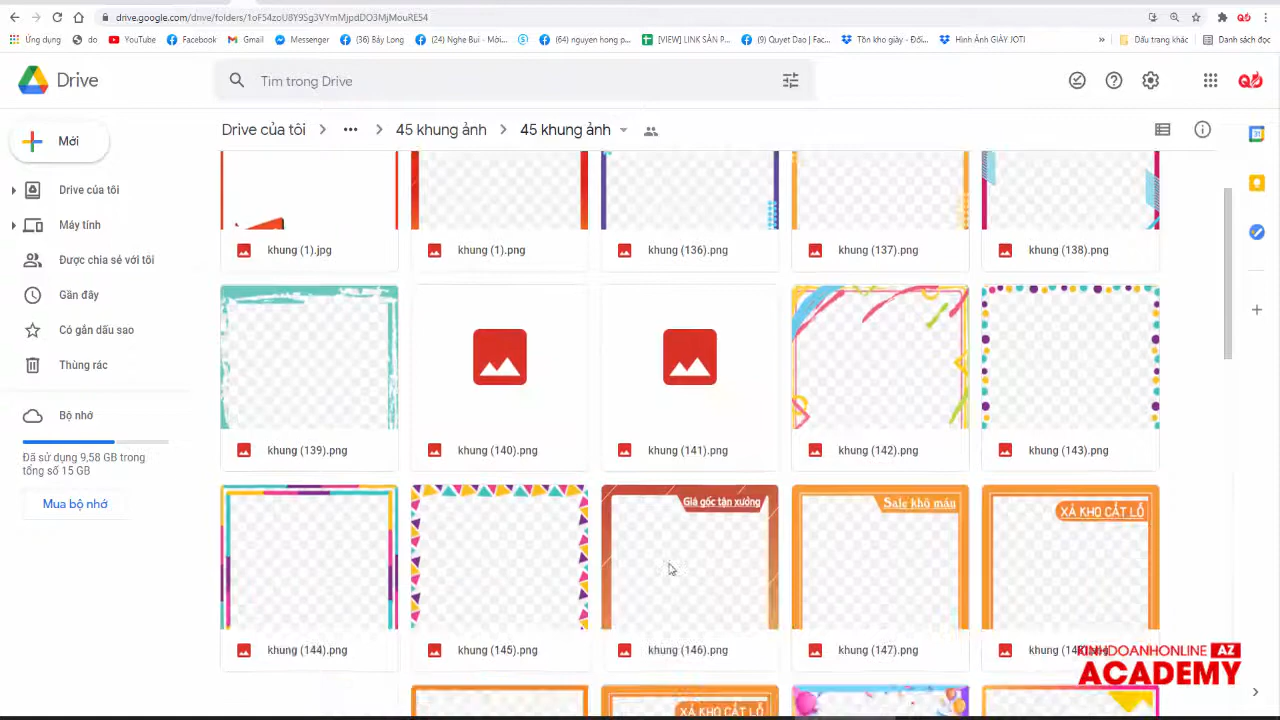 drive.google.com/drive/folders/1oF54zoU8Y9Sg3VYmMjpdDO3MjMouRE54
Ứng dụng
do
YouTube
Facebook
Gmail
Messenger
(36) Bảy Long
(24) Nghe Bui - Mời...
(64) nguyen hong p...
[VIEW] LINK SẢN P...
(9) Quyet Dao | Fac...
Tồn kho giày - Đối...
Hình Ảnh GIÀY JOTI
»
Dấu trang khác
Danh sách đọc
Drive
Tìm trong Drive
Mới
Drive của tôi
Máy tính
Được chia sẻ với tôi
Gần đây
Có gắn dấu sao
Thùng rác
Bộ nhớ
Đã sử dụng 9,58 GB trong
tổng số 15 GB
Mua bộ nhớ
Drive của tôi > ... > 45 khung ảnh > 45 khung ảnh
khung (1).jpg
khung (1).png
khung (136).png
khung (137).png
khung (138).png
khung (139).png
khung (140).png
khung (141).png
khung (142).png
khung (143).png
Giá gốc tận xưởng
Sale khô máu
XẢ KHO CẮT LỖ
khung (144).png
khung (145).png
khung (146).png
khung (147).png
XẢ KHO CẮT LỖ
KINHDOANHONLINE AZ
ACADEMY